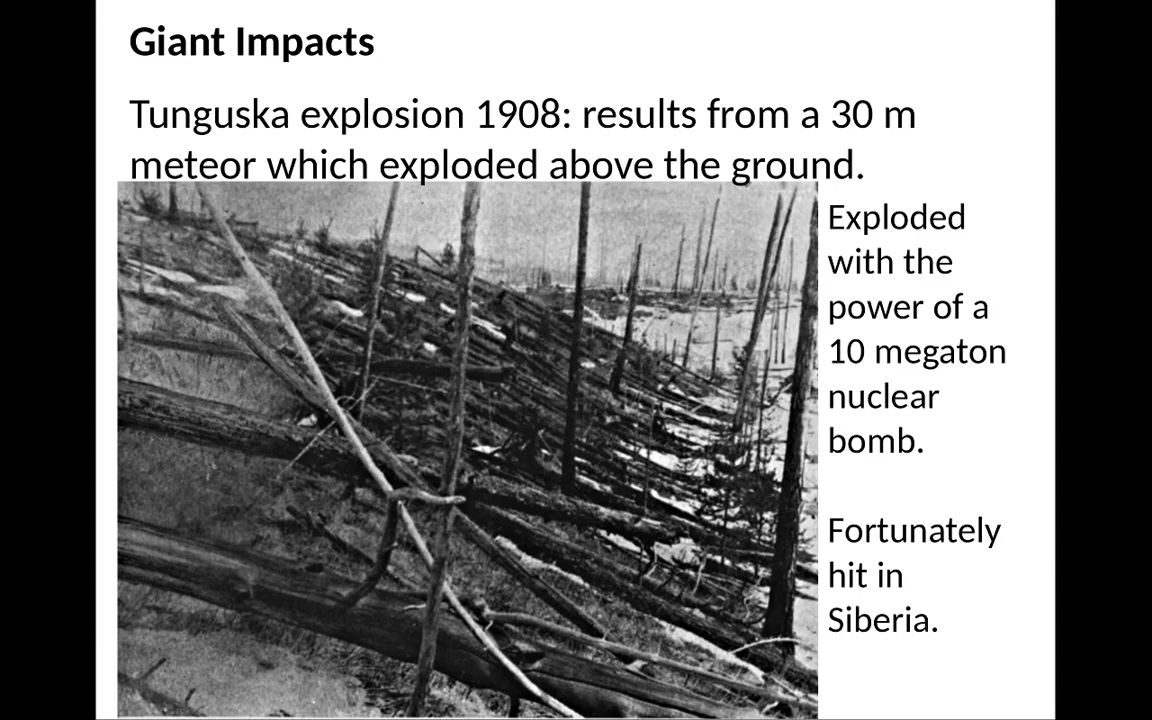 Giant Impacts
Tunguska explosion 1908: results from a 30 m
meteor which exploded above the ground.
Exploded
with the
power of a
10 megaton
nuclear
bomb.
Fortunately
hit in
Siberia.